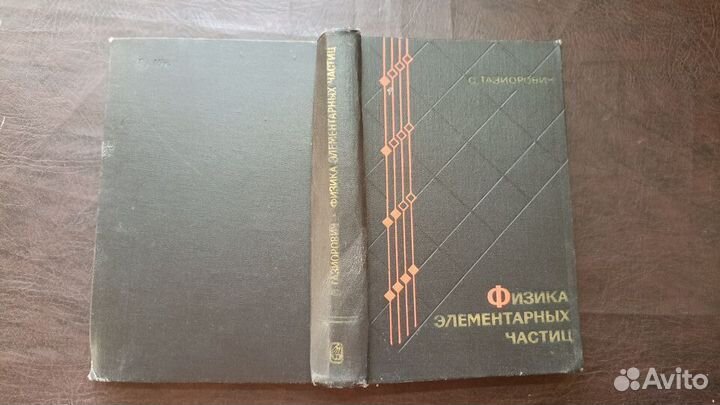 ГАЗИОРОВИЧ · ФИЗИКА ЭЛЕМЕНТАРНЫХ ЧАСТИЦ
С. ГАЗИОРОВИЧ
ФИЗИКА
ЭЛЕМЕНТАРНЫХ
ЧАСТИЦ
Avito